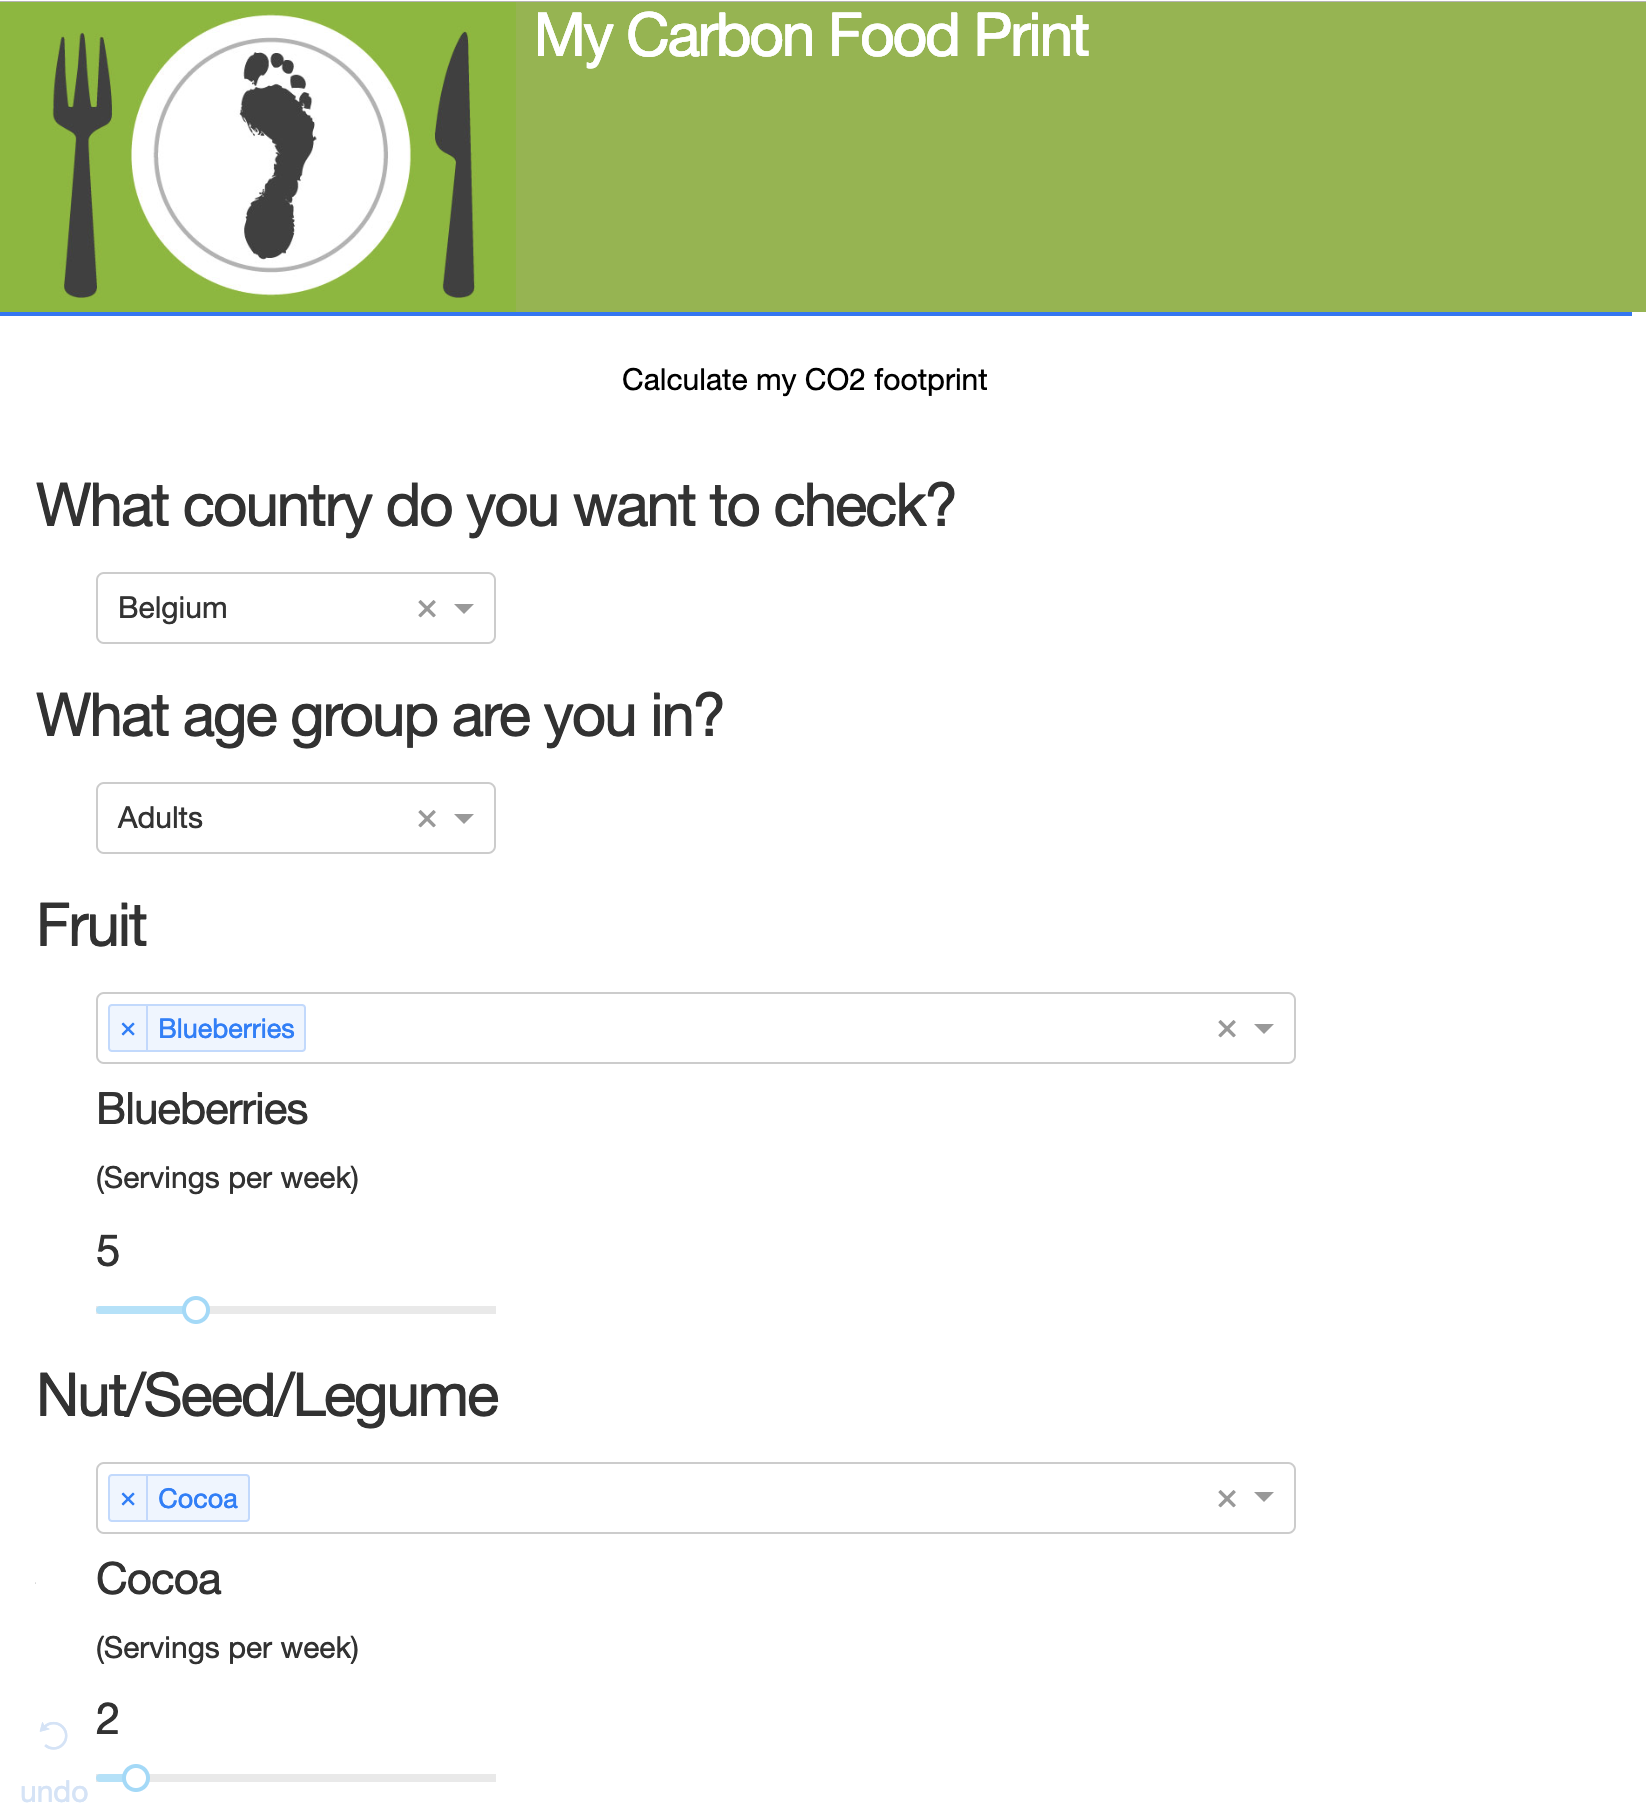 My Carbon Food Print
Calculate my CO2 footprint
What country do you want to check?
Belgium
What age group are you in?
Adults
Fruit
× Blueberries
Blueberries
(Servings per week)
5
Nut/Seed/Legume
× Cocoa
Cocoa
(Servings per week)
2
undo